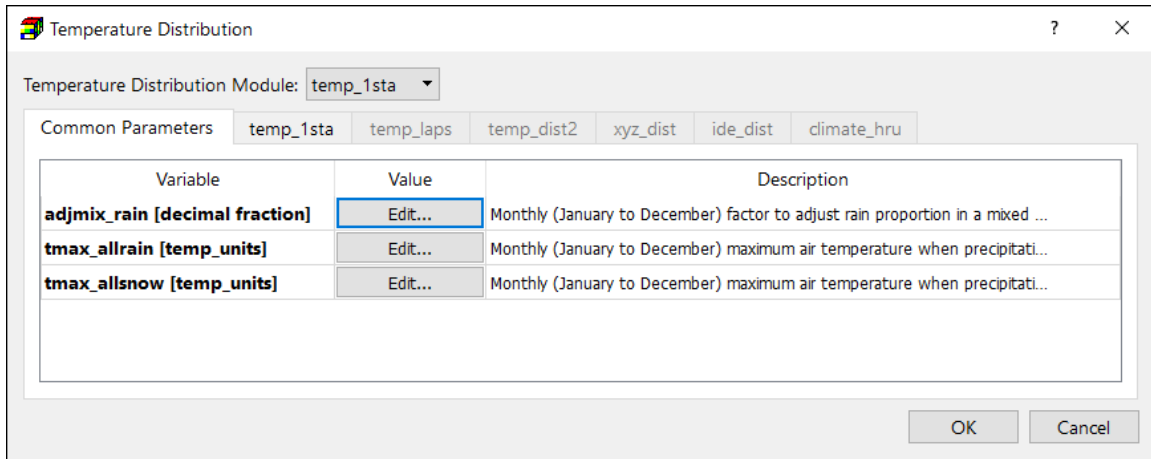 Temperature Distribution ?
Temperature Distribution Module: temp_1sta
Common Parameters temp_1sta temp_laps temp_dist2 xyz_dist ide_dist climate_hru
Variable Value Description
adjmix_rain [decimal fraction] Edit... Monthly (January to December) factor to adjust rain proportion in a mixed ...
tmax_allrain [temp_units] Edit... Monthly (January to December) maximum air temperature when precipitati...
tmax_allsnow [temp_units] Edit... Monthly (January to December) maximum air temperature when precipitati...
OK Cancel